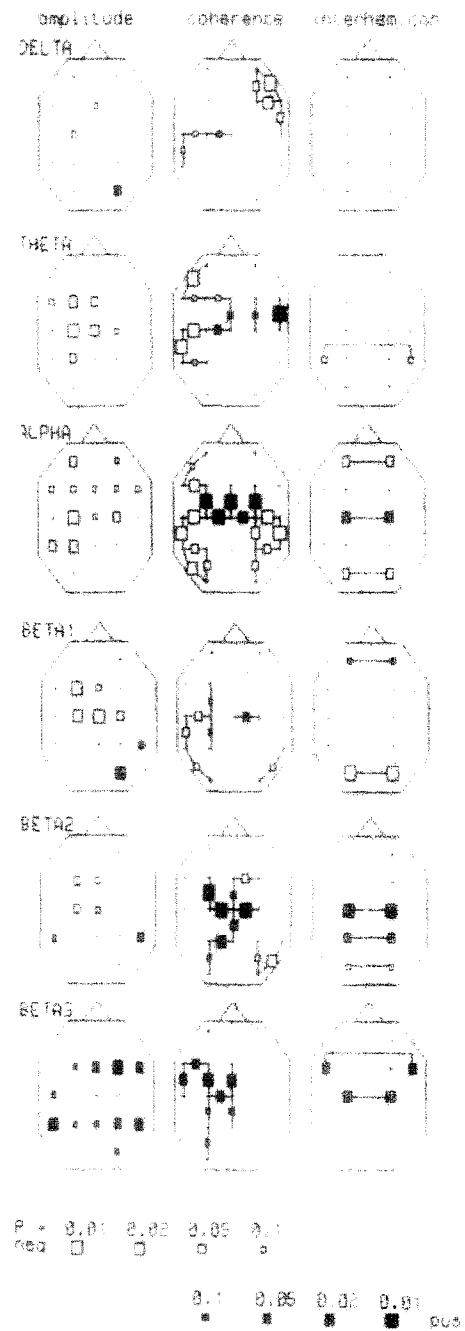 amplitude coherence interhem.con
DELTA
THETA
ALPHA
BETA1
BETA2
BETA3
P = 0.01 0.02 0.05 0.1
neg
0.1 0.05 0.02 0.01
pos